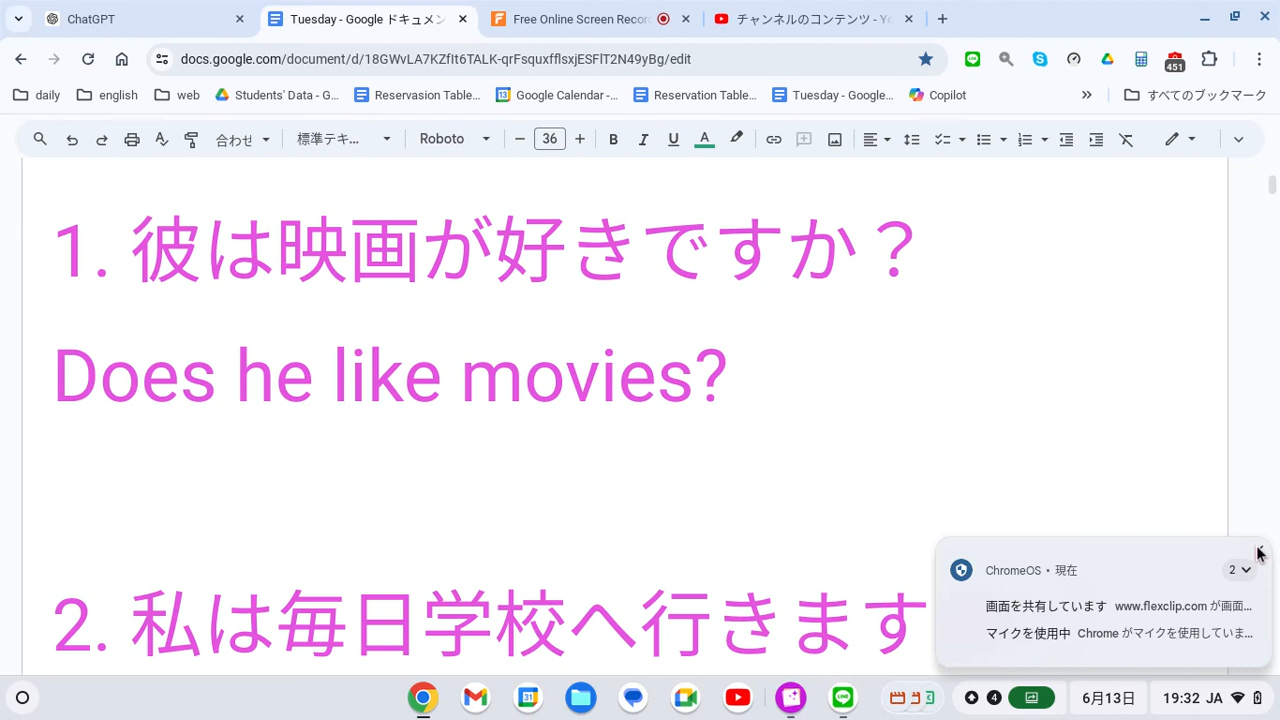 ChatGPT
Tuesday - Google ドキュメン
Free Online Screen Recor
チャンネルのコンテンツ - Yo
docs.google.com/document/d/
/edit
daily
english
web
Students' Data - G...
Reservasion Table...
Google Calendar -...
Reservation Table...
Tuesday - Google...
Copilot
すべてのブックマーク
451
合わせ
標準テキ...
Roboto
36
B
I
U
A
1. 彼は映画が好きですか？
Does he like movies?
2. 私は毎日学校へ行きます
ChromeOS • 現在
2
画面を共有しています www.flexclip.com が画面...
マイクを使用中 Chrome がマイクを使用していま...
31
4
6月13日
19:32 JA